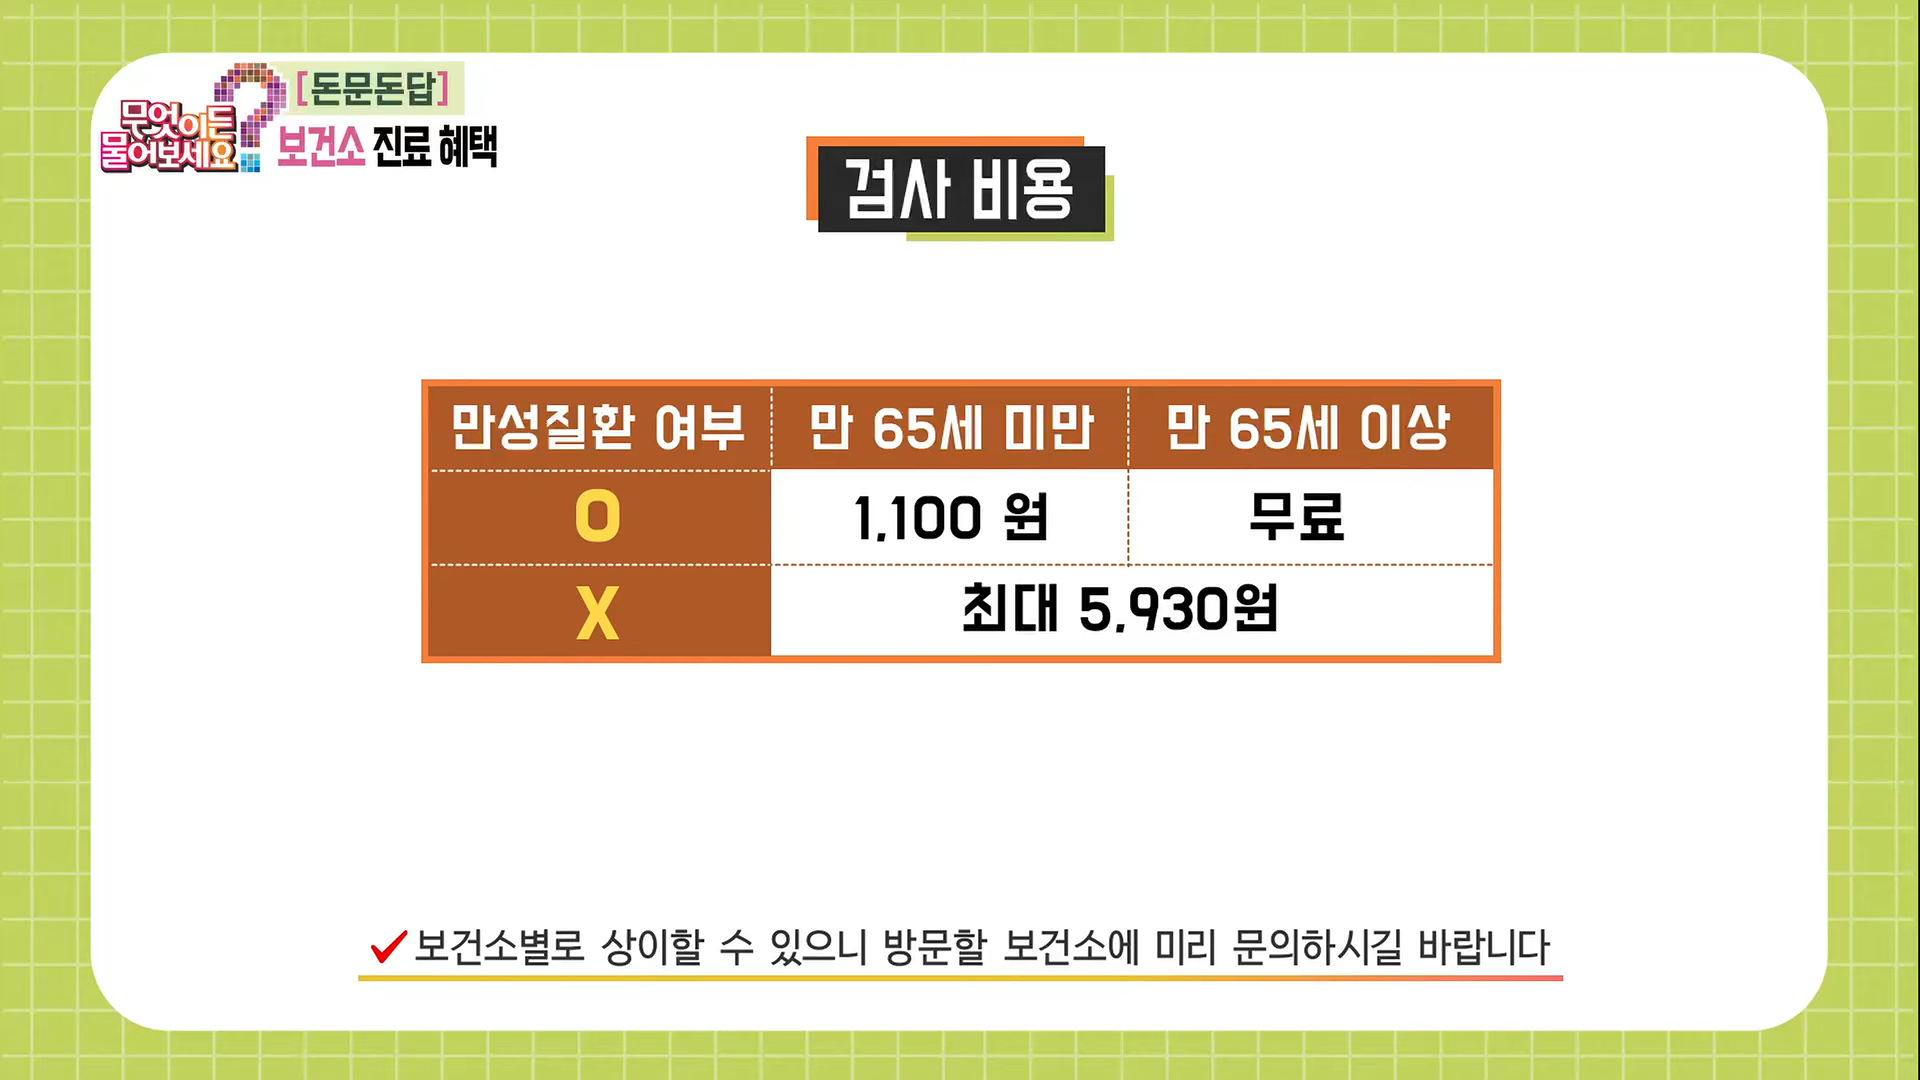 무엇이든
물어보세요
[돈문돈답]
보건소 진료 혜택
검사 비용
만성질환 여부 만 65세 미만 만 65세 이상
O 1,100 원 무료
X 최대 5,930원
보건소별로 상이할 수 있으니 방문할 보건소에 미리 문의하시길 바랍니다